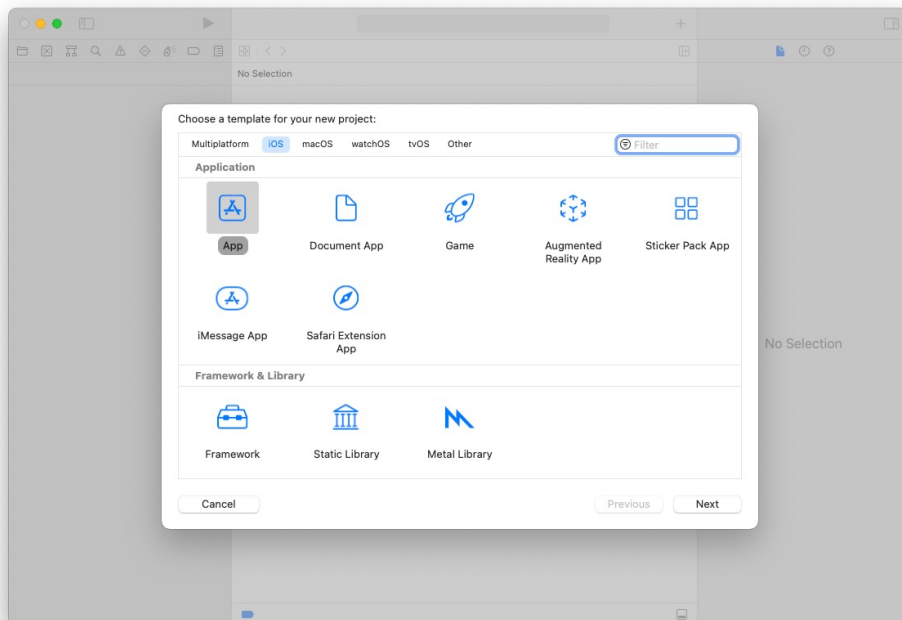 No Selection
Choose a template for your new project:
Multiplatform iOS macOS watchOS tvOS Other Filter
Application
App Document App Game Augmented Reality App Sticker Pack App
iMessage App Safari Extension App
No Selection
Framework & Library
Framework Static Library Metal Library
Cancel Previous Next